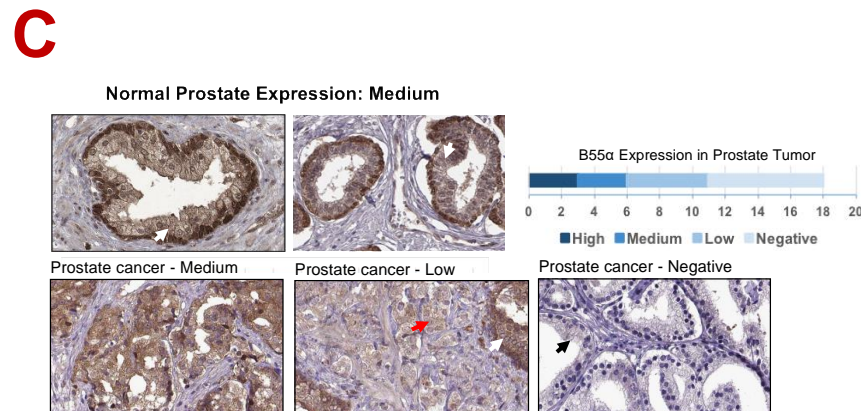 C
Normal Prostate Expression: Medium
B55α Expression in Prostate Tumor
0 2 4 6 8 10 12 14 16 18 20
High Medium Low Negative
Prostate cancer - Medium
Prostate cancer - Low
Prostate cancer - Negative